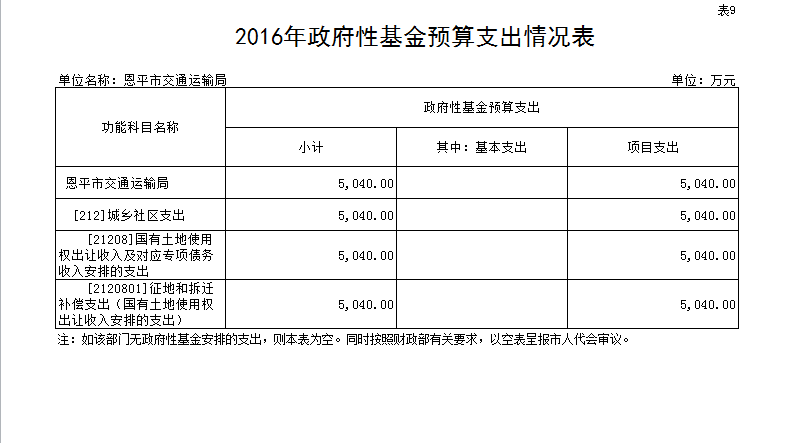 表9
2016年政府性基金预算支出情况表
单位名称：恩平市交通运输局 单位：万元
功能科目名称
政府性基金预算支出
小计 其中：基本支出 项目支出
恩平市交通运输局 5,040.00 5,040.00
[212]城乡社区支出 5,040.00 5,040.00
[21208]国有土地使用
权出让收入及对应专项债务
收入安排的支出
5,040.00 5,040.00
[2120801]征地和拆迁
补偿支出（国有土地使用权
出让收入安排的支出）
5,040.00 5,040.00
注：如该部门无政府性基金安排的支出，则本表为空。同时按照财政部有关要求，以空表呈报市人代会审议。